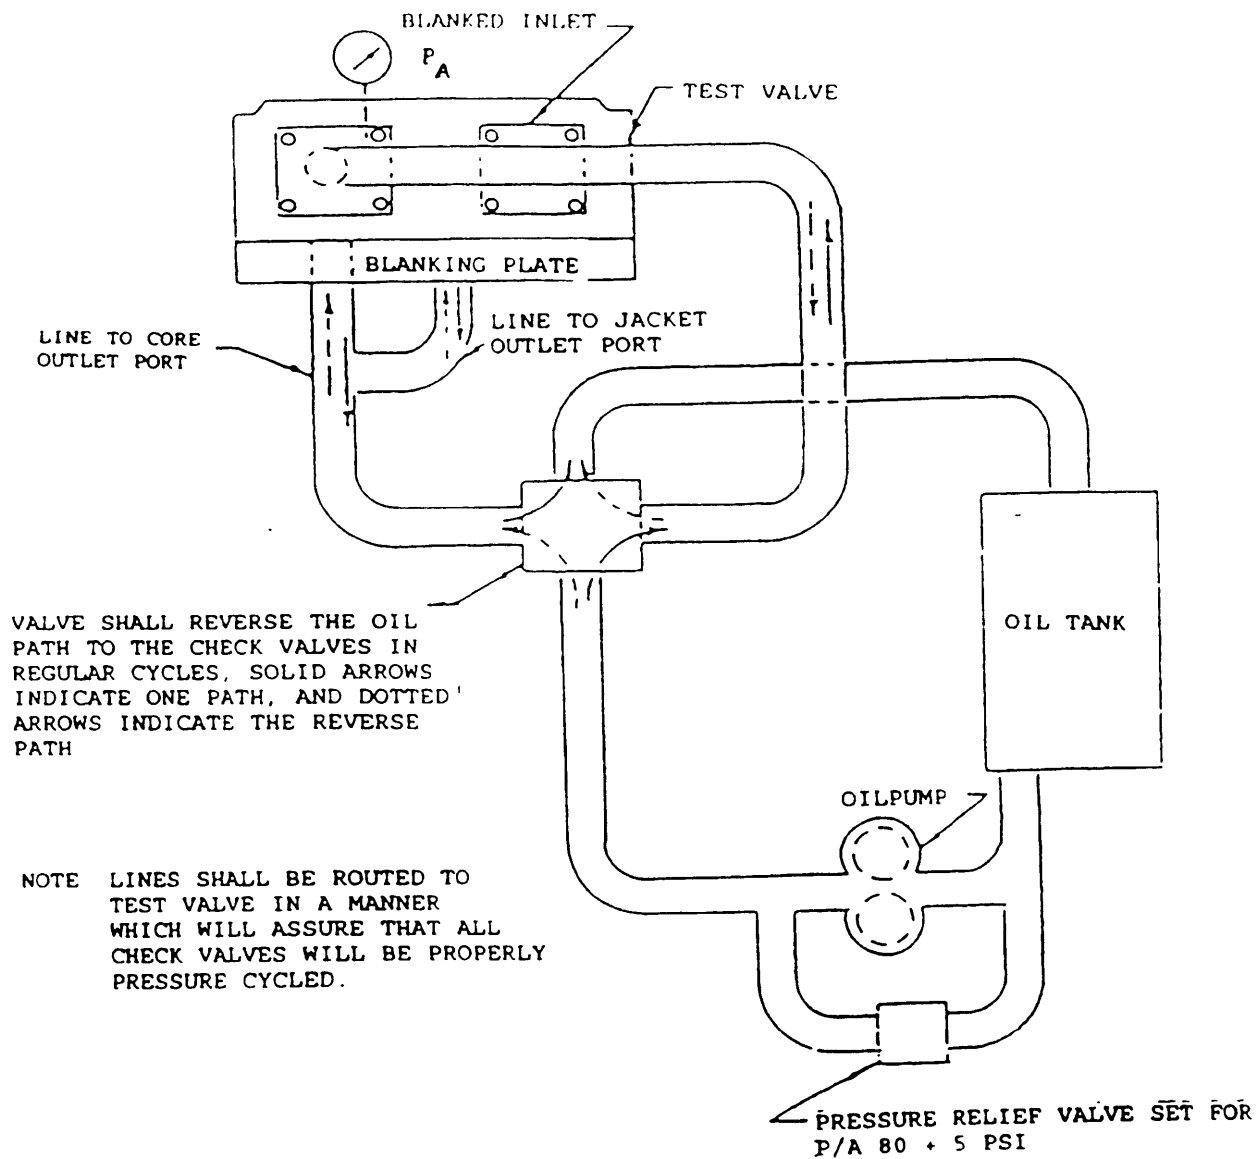 BLANKED INLET
P A
TEST VALVE
BLANKING PLATE
LINE TO CORE
OUTLET PORT
LINE TO JACKET
OUTLET PORT
OIL TANK
VALVE SHALL REVERSE THE OIL
PATH TO THE CHECK VALVES IN
REGULAR CYCLES, SOLID ARROWS
INDICATE ONE PATH, AND DOTTED
ARROWS INDICATE THE REVERSE
PATH
OILPUMP
NOTE LINES SHALL BE ROUTED TO
TEST VALVE IN A MANNER
WHICH WILL ASSURE THAT ALL
CHECK VALVES WILL BE PROPERLY
PRESSURE CYCLED.
PRESSURE RELIEF VALVE SET FOR
P/A 80 + 5 PSI